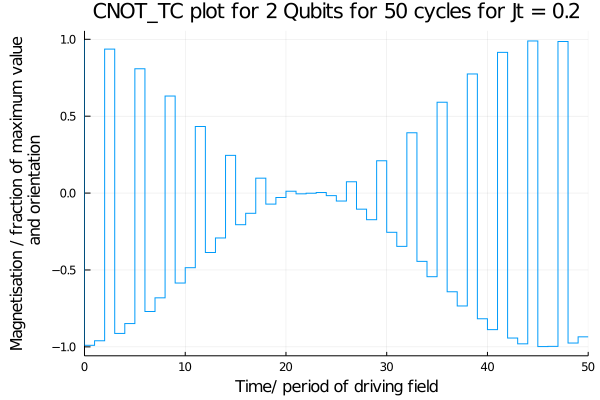 CNOT_TC plot for 2 Qubits for 50 cycles for Jt = 0.2
Magnetisation / fraction of maximum value
and orientation
1.0
0.5
0.0
−0.5
−1.0
0
10
20
30
40
50
Time/ period of driving field